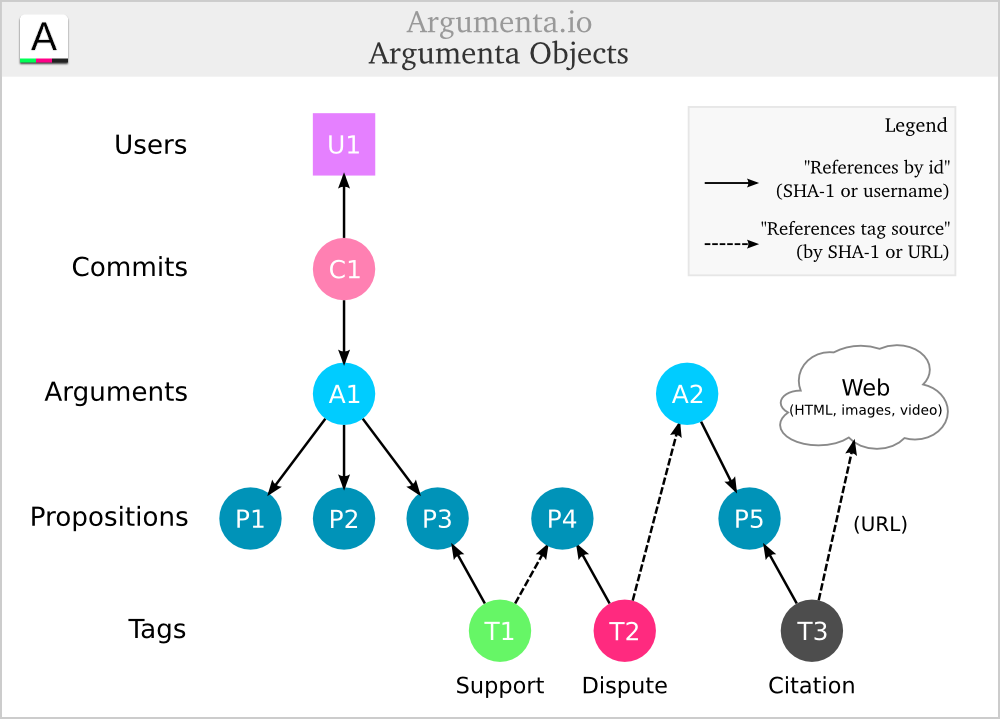 A
Argumenta.io
Argumenta Objects
Legend
"References by id"
(SHA-1 or username)
"References tag source"
(by SHA-1 or URL)
Users
U1
Commits
C1
Arguments
A1
A2
Web
(HTML, images, video)
Propositions
P1
P2
P3
P4
P5
(URL)
Tags
T1
T2
T3
Support
Dispute
Citation